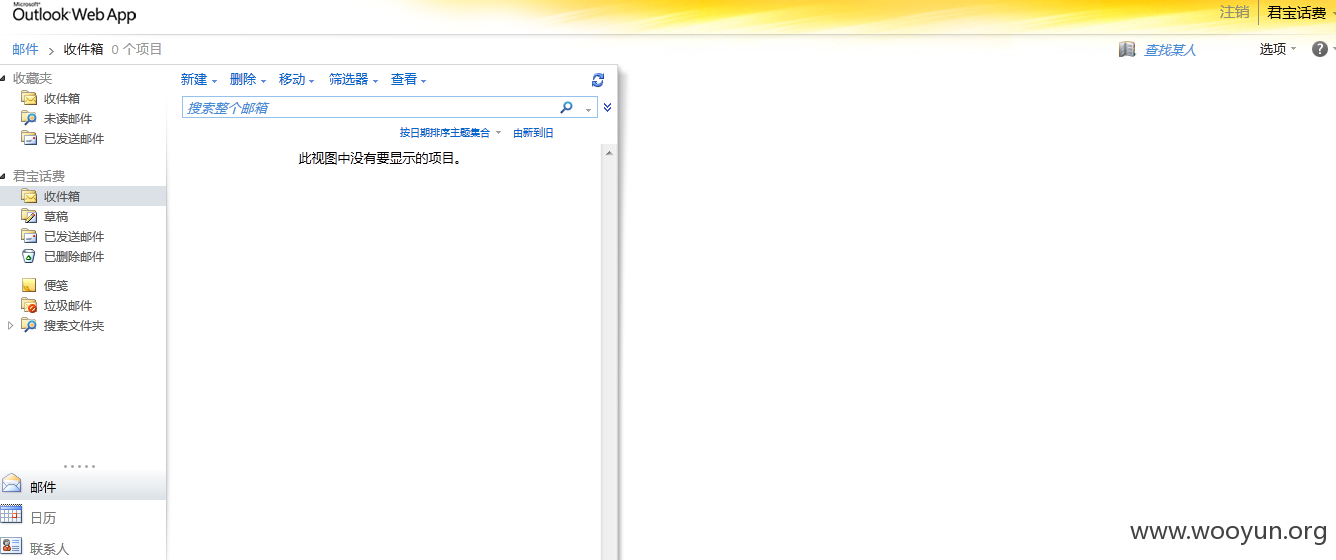 Microsoft®
Outlook Web App
注销 君宝话费
邮件 > 收件箱 0 个项目
查找某人 选项 ?
收藏夹
收件箱
未读邮件
已发送邮件
君宝话费
收件箱
草稿
已发送邮件
已删除邮件
便笺
垃圾邮件
搜索文件夹
邮件
日历
联系人
新建 删除 移动 筛选器 查看
搜索整个邮箱
按日期排序主题集合 由新到旧
此视图中没有要显示的项目。
www.wooyun.org